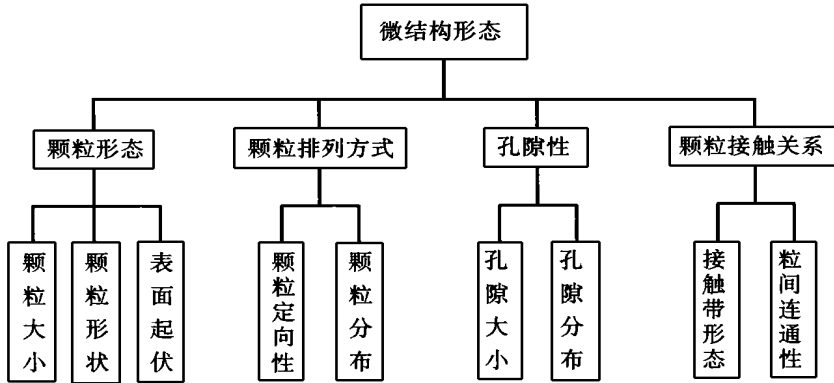 微结构形态
颗粒形态
颗粒排列方式
孔隙性
颗粒接触关系
颗粒大小
颗粒形状
表面起伏
颗粒定向性
颗粒分布
孔隙大小
孔隙分布
接触带形态
粒间连通性